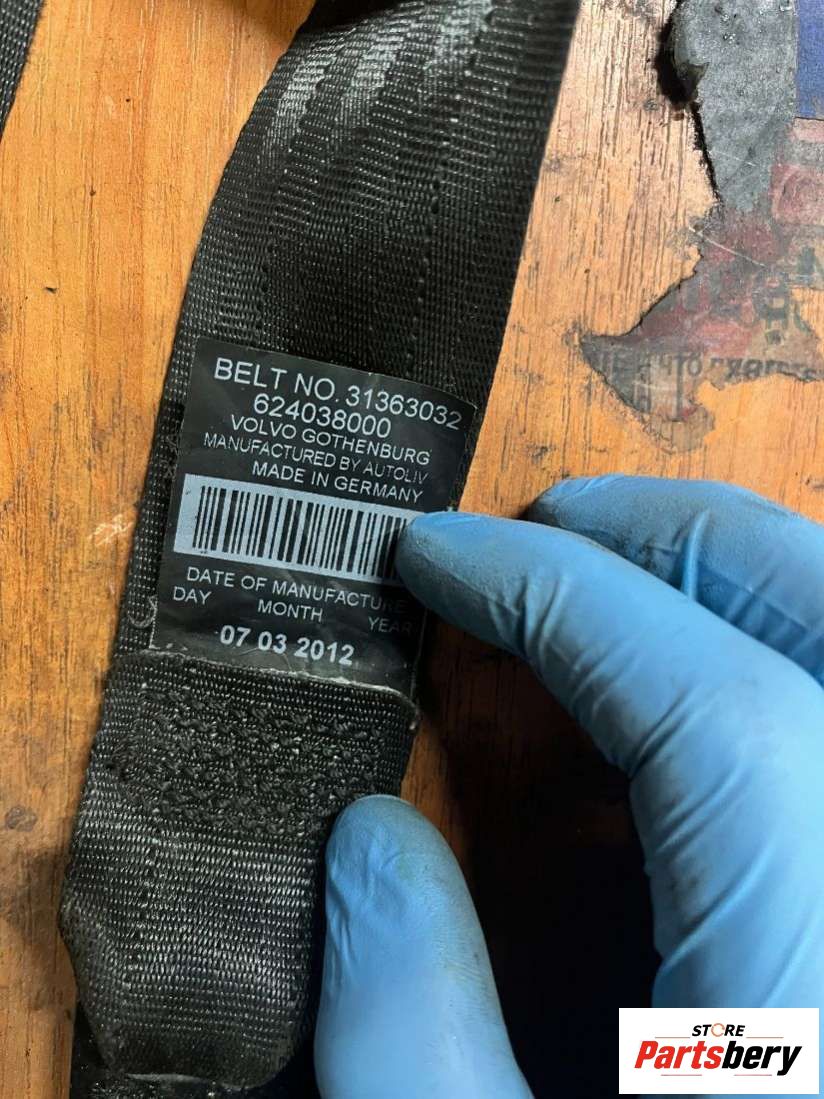 BELT NO. 31363032
624038000
VOLVO GOTHENBURG
MANUFACTURED BY AUTOLIV
MADE IN GERMANY
DATE OF MANUFACTURE
DAY MONTH YEAR
07 03 2012
STORE
Partsbery